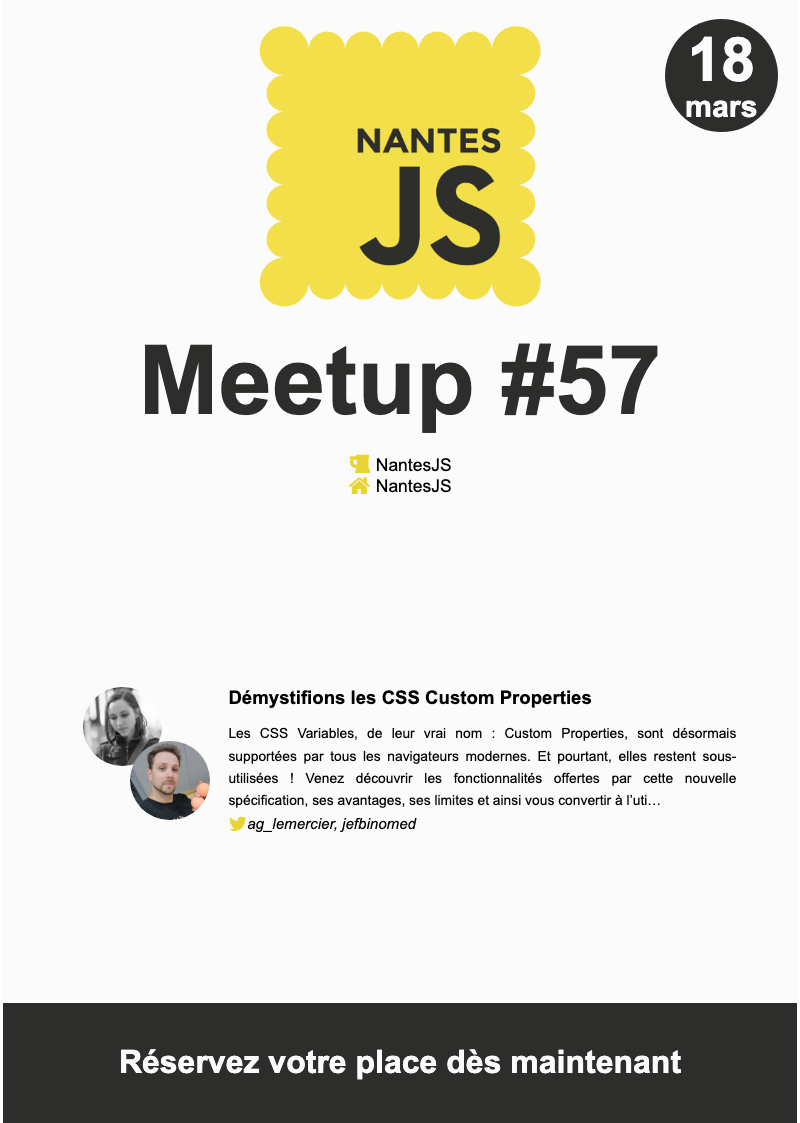 18
mars
NANTES
JS
Meetup #57
NantesJS
NantesJS
Démystifions les CSS Custom Properties
Les CSS Variables, de leur vrai nom : Custom Properties, sont désormais
supportées par tous les navigateurs modernes. Et pourtant, elles restent sous-
utilisées ! Venez découvrir les fonctionnalités offertes par cette nouvelle
spécification, ses avantages, ses limites et ainsi vous convertir à l'uti…
ag_lemercier, jefbinomed
Réservez votre place dès maintenant